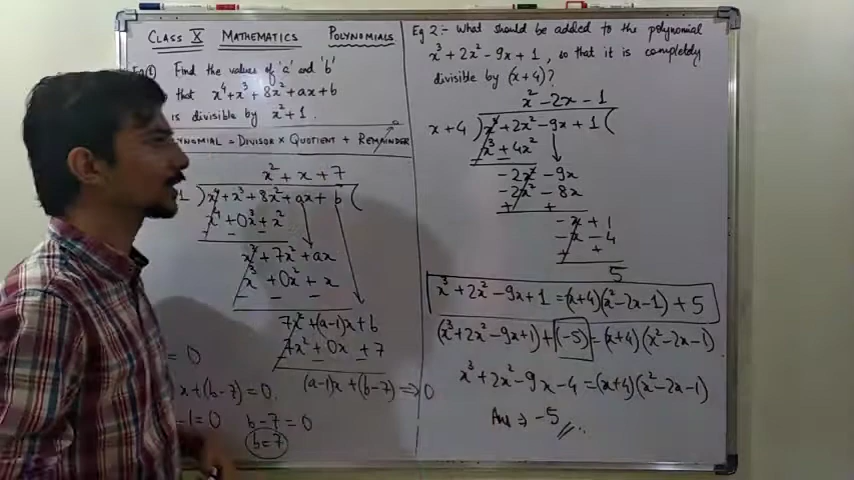 CLASS X MATHEMATICS POLYNOMIALS
Eg ① Find the values of 'a' and 'b'
that x⁴+x³+8x²+ax+b
is divisible by x²+1.
NOMIAL = DIVISOR X QUOTIENT + REMAINDER
x² + x + 7
1 ) x⁴ + x³ + 8x² + ax + b (
x⁴ + 0x³ + x²
- - -
x³ + 7x² + ax
x³ + 0x² + x
- - -
7x² + (a-1)x + b
7x² + 0x + 7
(a-1)x + (b-7) ⇒ 0
= 0
x + (b-7) = 0.
-1 = 0 b-7 = 0
b=7
Eg 2:- What should be added to the polynomial
x³ + 2x² - 9x + 1, so that it is completely
divisible by (x+4)?
x² - 2x - 1
x+4 ) x³ + 2x² - 9x + 1 (
x³ + 4x²
- -
-2x² - 9x
-2x² - 8x
+ +
-x + 1
-x - 4
+ +
5
x³ + 2x² - 9x + 1 = (x+4)(x² - 2x - 1) + 5
(x³ + 2x² - 9x + 1) + (-5) = (x+4)(x² - 2x - 1)
x³ + 2x² - 9x - 4 = (x+4)(x² - 2x - 1)
Ans ⇒ -5